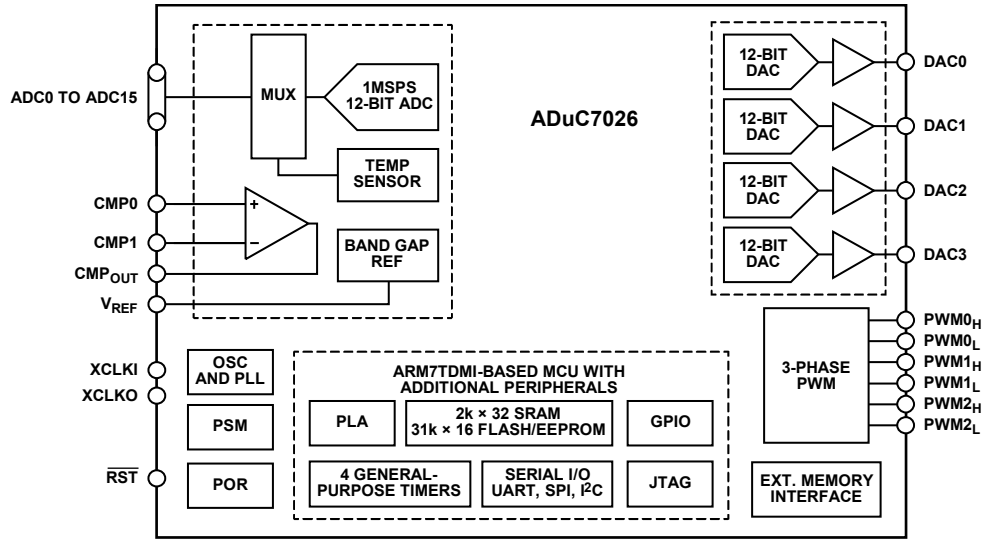 ADC0 TO ADC15
MUX
1MSPS
12-BIT ADC
TEMP
SENSOR
CMP0
+
CMP1
−
CMPOUT
BAND GAP
REF
VREF
ADuC7026
12-BIT
DAC
DAC0
12-BIT
DAC
DAC1
12-BIT
DAC
DAC2
12-BIT
DAC
DAC3
3-PHASE
PWM
PWM0H
PWM0L
PWM1H
PWM1L
PWM2H
PWM2L
XCLKI
XCLKO
OSC
AND PLL
PSM
RST
POR
ARM7TDMI-BASED MCU WITH
ADDITIONAL PERIPHERALS
PLA
2k × 32 SRAM
31k × 16 FLASH/EEPROM
GPIO
4 GENERAL-
PURPOSE TIMERS
SERIAL I/O
UART, SPI, I²C
JTAG
EXT. MEMORY
INTERFACE